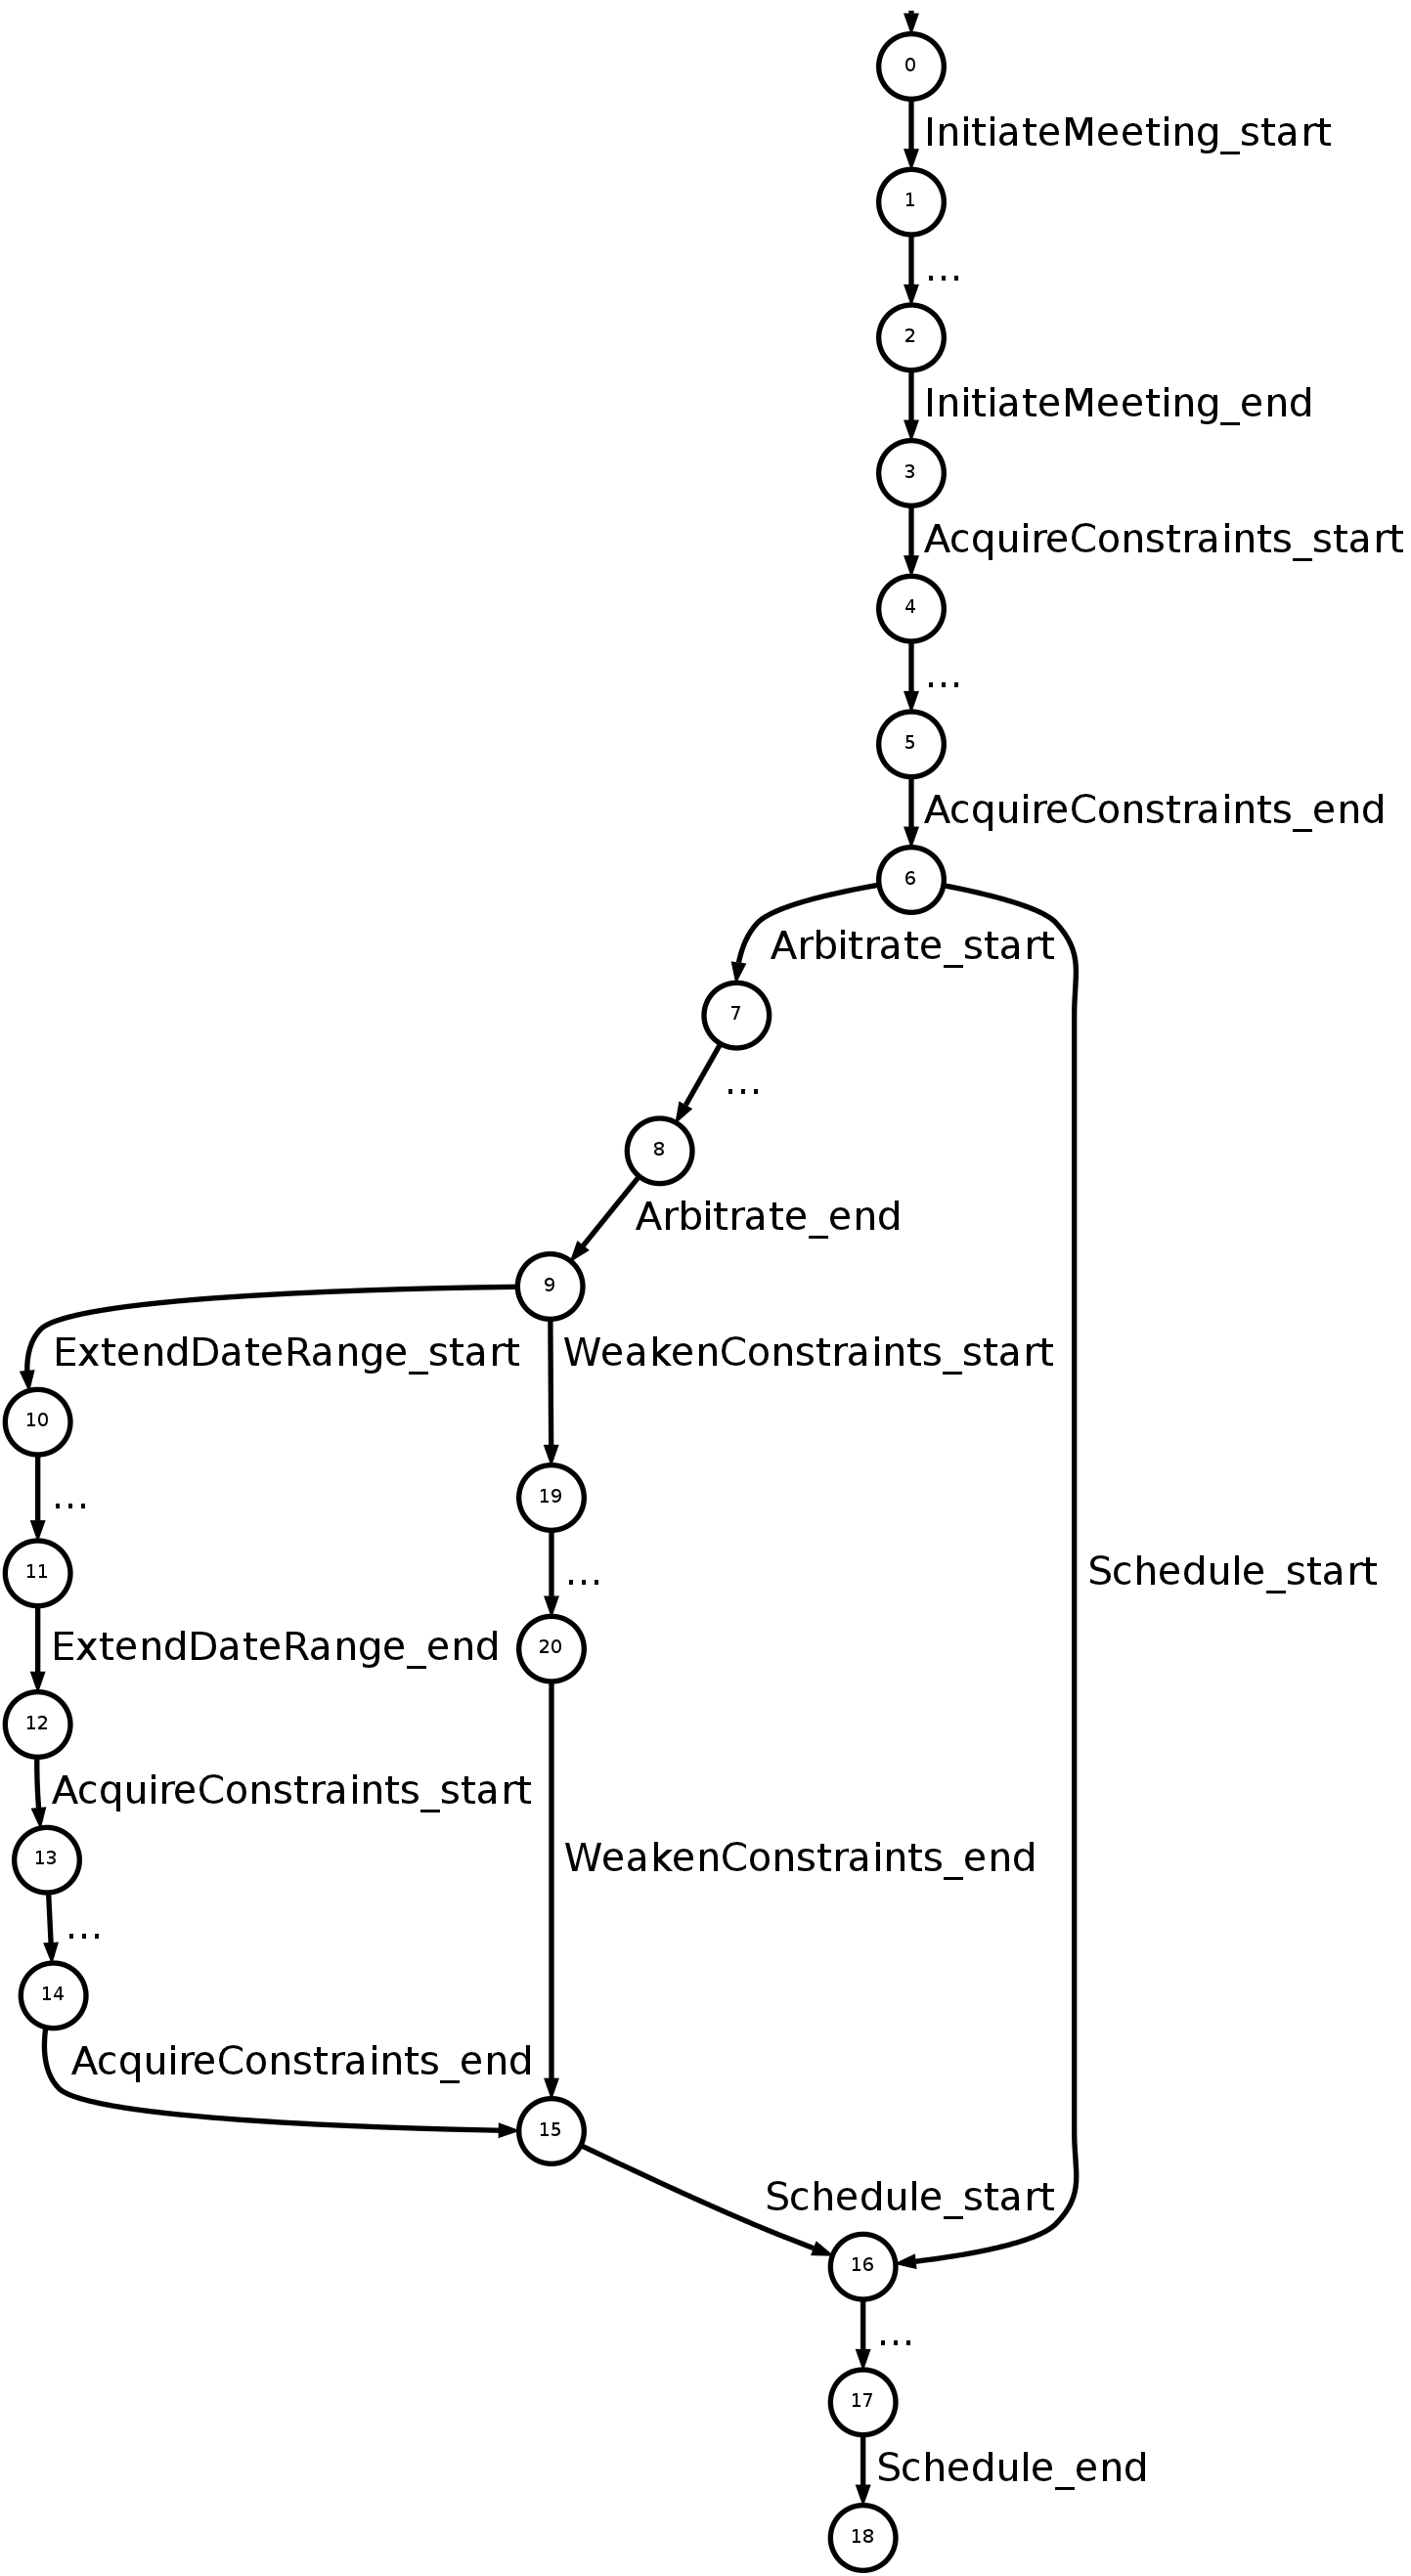 0
InitiateMeeting_start
1
...
2
InitiateMeeting_end
3
AcquireConstraints_start
4
...
5
AcquireConstraints_end
6
Arbitrate_start
7
...
8
Arbitrate_end
9
ExtendDateRange_start
WeakenConstraints_start
10
19
...
11
...
Schedule_start
ExtendDateRange_end
20
12
AcquireConstraints_start
13
WeakenConstraints_end
...
14
AcquireConstraints_end
15
Schedule_start
16
...
17
Schedule_end
18